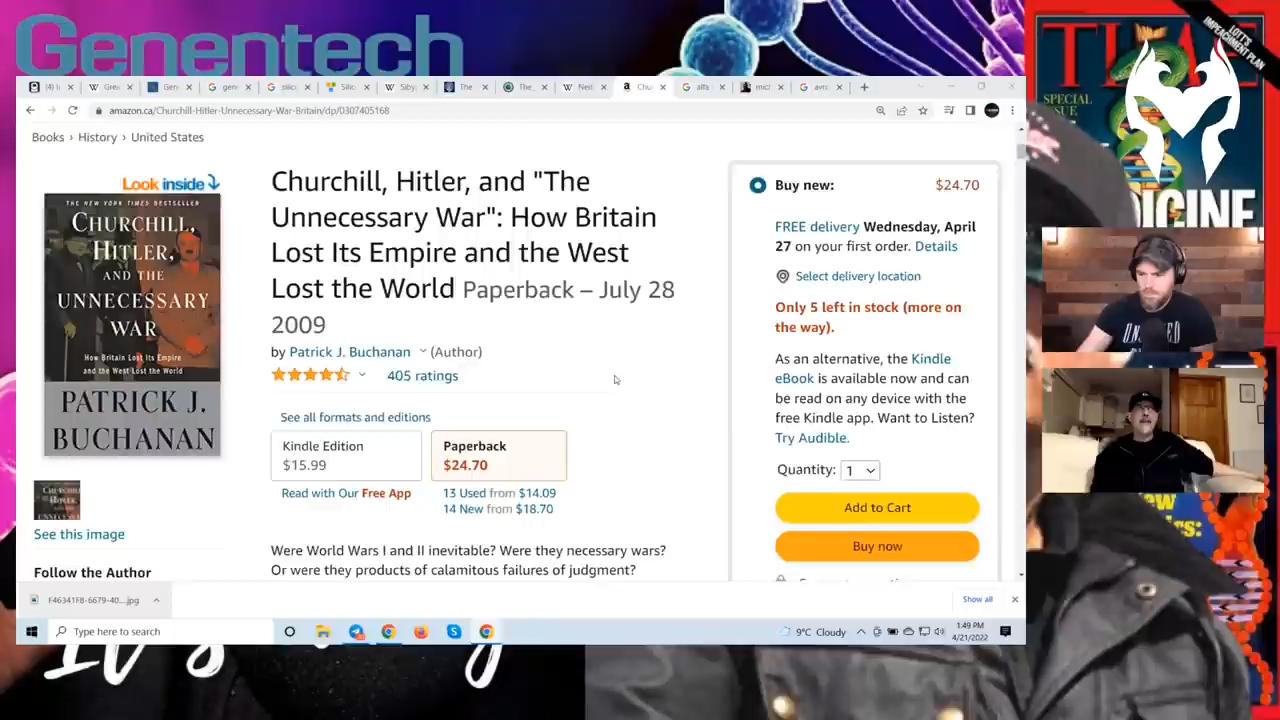 Genentech
TIME
SPECIAL
ISSUE
LOTT'S
IMPEACHMENT PLAN
DICINE
amazon.ca/Churchill-Hitler-Unnecessary-War-Britain/dp/0307405168
Books › History › United States
Look inside
THE NEW YORK TIMES BESTSELLER
CHURCHILL,
HITLER,
AND THE
UNNECESSARY
WAR
How Britain Lost Its Empire
and the West Lost the World
PATRICK J.
BUCHANAN
See this image
Follow the Author
Churchill, Hitler, and "The
Unnecessary War": How Britain
Lost Its Empire and the West
Lost the World Paperback – July 28
2009
by Patrick J. Buchanan (Author)
405 ratings
See all formats and editions
Kindle Edition
$15.99
Read with Our Free App
Paperback
$24.70
13 Used from $14.09
14 New from $18.70
Were World Wars I and II inevitable? Were they necessary wars?
Or were they products of calamitous failures of judgment?
Buy new: $24.70
FREE delivery Wednesday, April
27 on your first order. Details
Select delivery location
Only 5 left in stock (more on
the way).
As an alternative, the Kindle
eBook is available now and can
be read on any device with the
free Kindle app. Want to Listen?
Try Audible.
Quantity: 1
Add to Cart
Buy now
F46341F8-6679-40....jpg
Show all
Type here to search
9°C Cloudy
1:49 PM
4/21/2022
It's